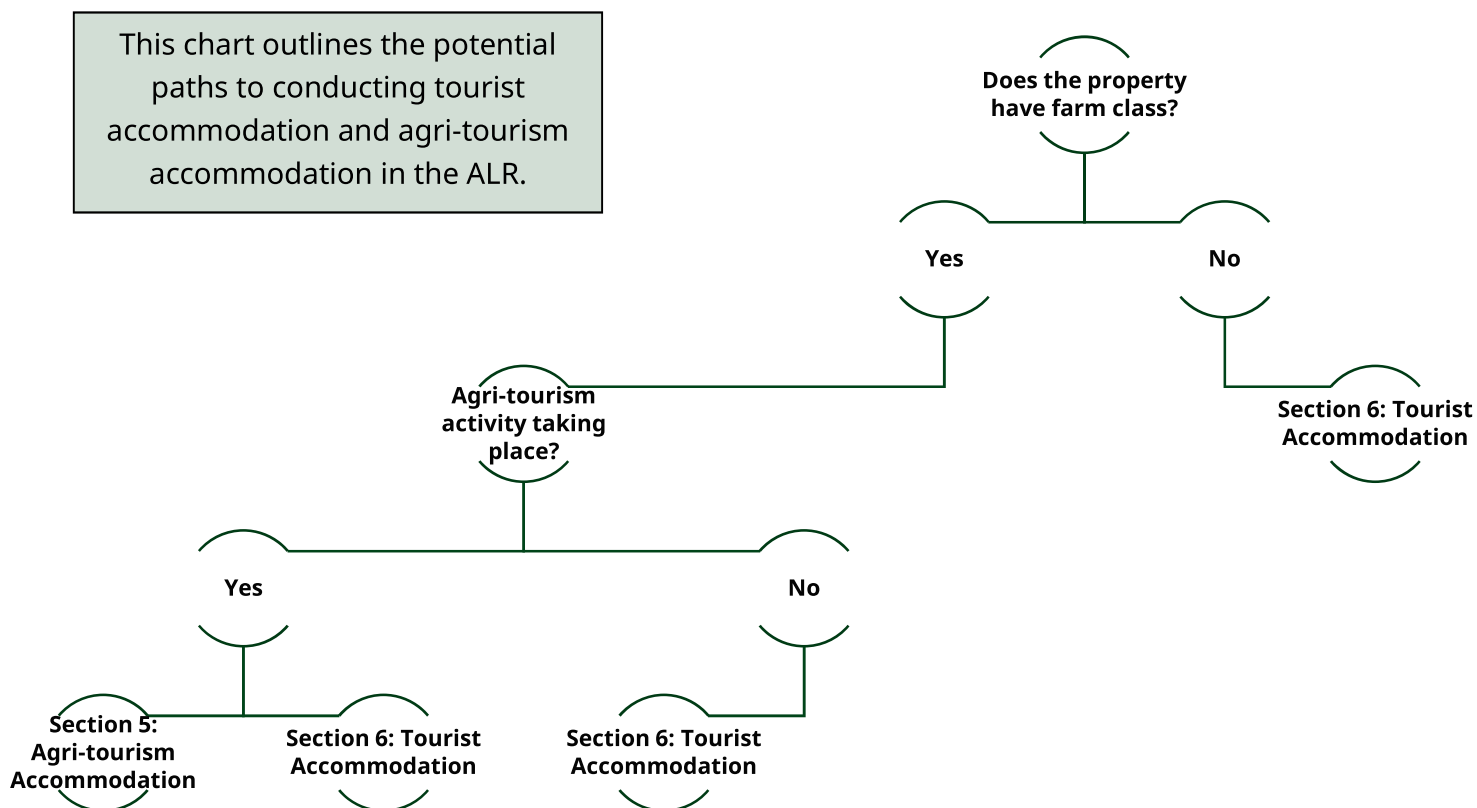 This chart outlines the potential
paths to conducting tourist
accommodation and agri-tourism
accommodation in the ALR.
Does the property
have farm class?
Yes
No
Agri-tourism
activity taking
place?
Section 6: Tourist
Accommodation
Yes
No
Section 5:
Agri-tourism
Accommodation
Section 6: Tourist
Accommodation
Section 6: Tourist
Accommodation